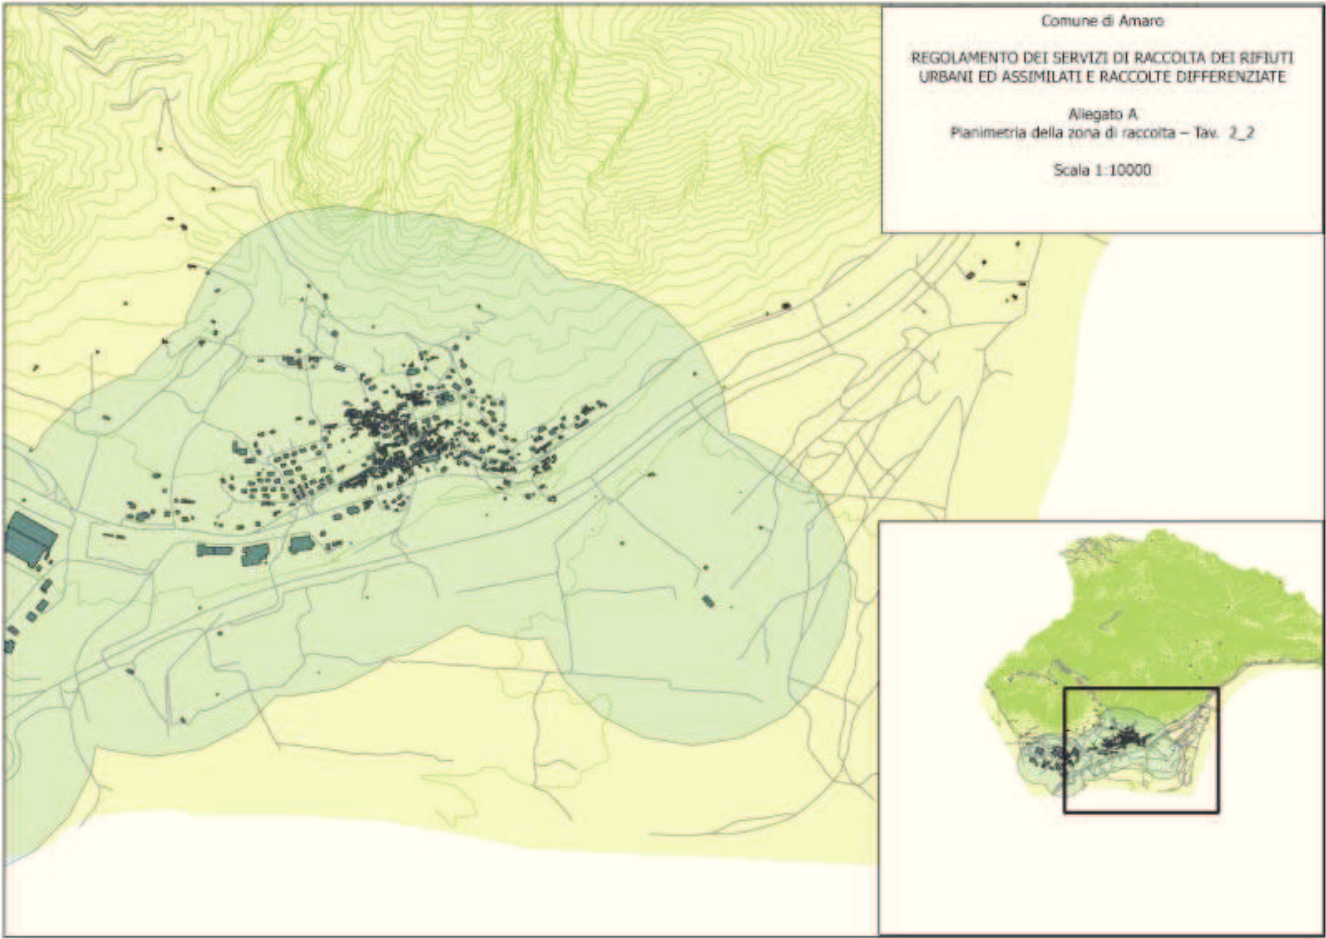 Comune di Amaro
REGOLAMENTO DEI SERVIZI DI RACCOLTA DEI RIFIUTI
URBANI ED ASSIMILATI E RACCOLTE DIFFERENZIATE
Allegato A
Planimetria della zona di raccolta – Tav. 2_2
Scala 1:10000